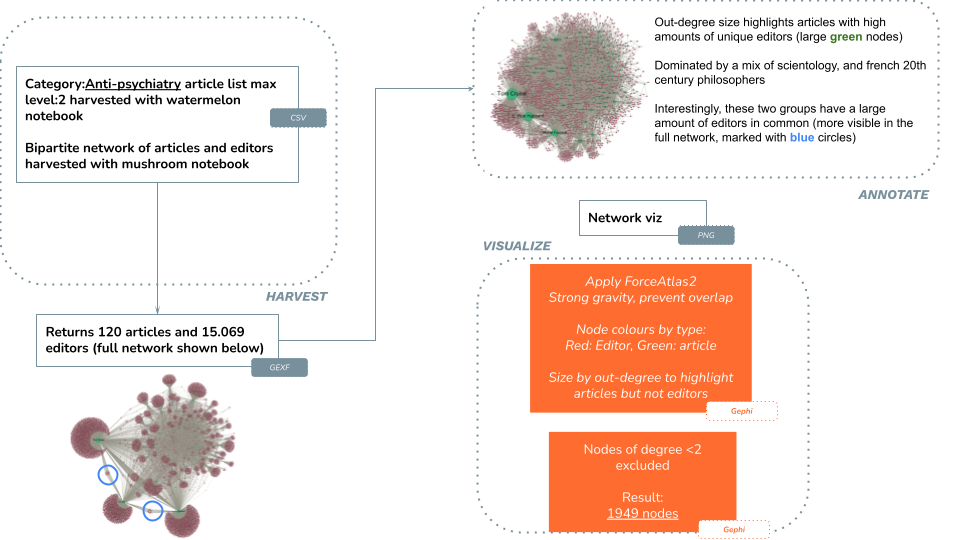 Category:Anti-psychiatry article list max
level:2 harvested with watermelon
notebook
CSV
Bipartite network of articles and editors
harvested with mushroom notebook
HARVEST
Returns 120 articles and 15.069
editors (full network shown below)
GEXF
Out-degree size highlights articles with high
amounts of unique editors (large green nodes)
Dominated by a mix of scientology, and french 20th
century philosophers
Interestingly, these two groups have a large
amount of editors in common (more visible in the
full network, marked with blue circles)
ANNOTATE
Network viz
PNG
VISUALIZE
Apply ForceAtlas2
Strong gravity, prevent overlap
Node colours by type:
Red: Editor, Green: article
Size by out-degree to highlight
articles but not editors
Gephi
Nodes of degree <2
excluded
Result:
1949 nodes
Gephi